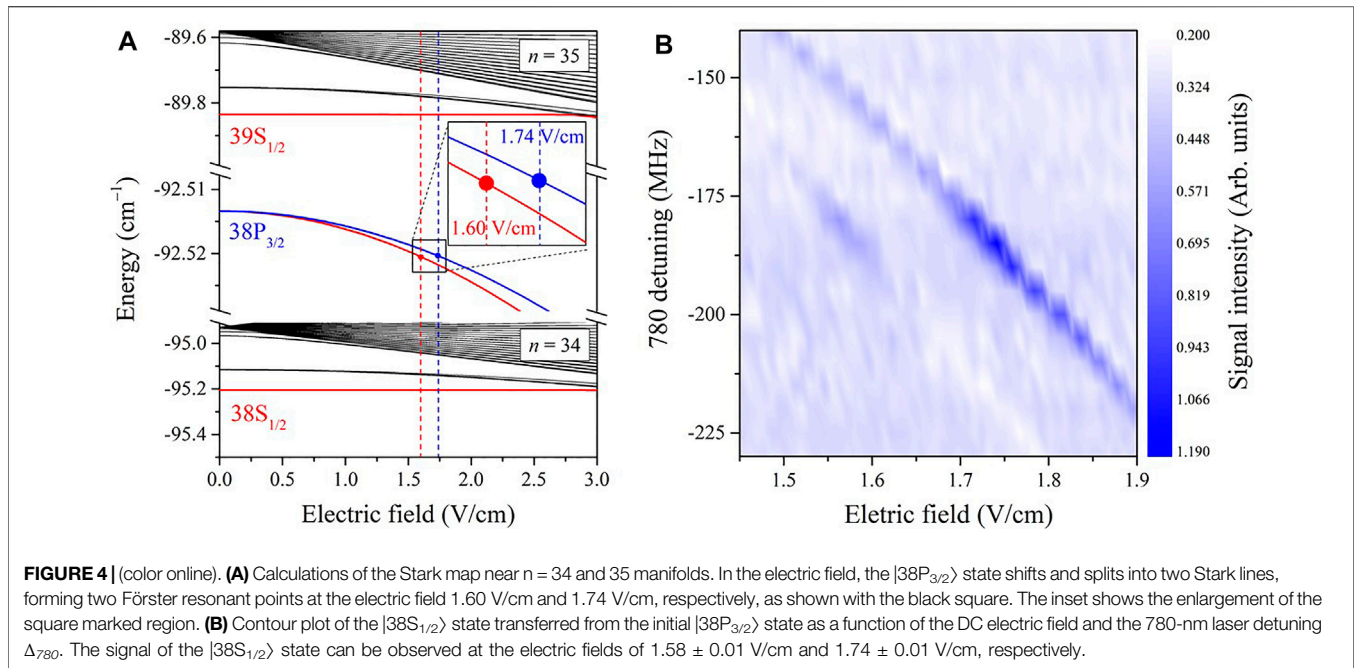 A
-89.6
n = 35
-89.8
39S1/2
1.74 V/cm
-92.51
38P3/2
1.60 V/cm
-92.52
Energy (cm−1)
n = 34
-95.0
-95.2
38S1/2
-95.4
0.0 0.5 1.0 1.5 2.0 2.5 3.0
Electric field (V/cm)
B
-150
-175
-200
-225
780 detuning (MHz)
1.5 1.6 1.7 1.8 1.9
Eletric field (V/cm)
0.200
0.324
0.448
0.571
0.695
0.819
0.943
1.066
1.190
Signal intensity (Arb. units)
FIGURE 4 | (color online). (A) Calculations of the Stark map near n = 34 and 35 manifolds. In the electric field, the |38P3/2⟩ state shifts and splits into two Stark lines,
forming two Förster resonant points at the electric field 1.60 V/cm and 1.74 V/cm, respectively, as shown with the black square. The inset shows the enlargement of the
square marked region. (B) Contour plot of the |38S1/2⟩ state transferred from the initial |38P3/2⟩ state as a function of the DC electric field and the 780-nm laser detuning
Δ780. The signal of the |38S1/2⟩ state can be observed at the electric fields of 1.58 ± 0.01 V/cm and 1.74 ± 0.01 V/cm, respectively.